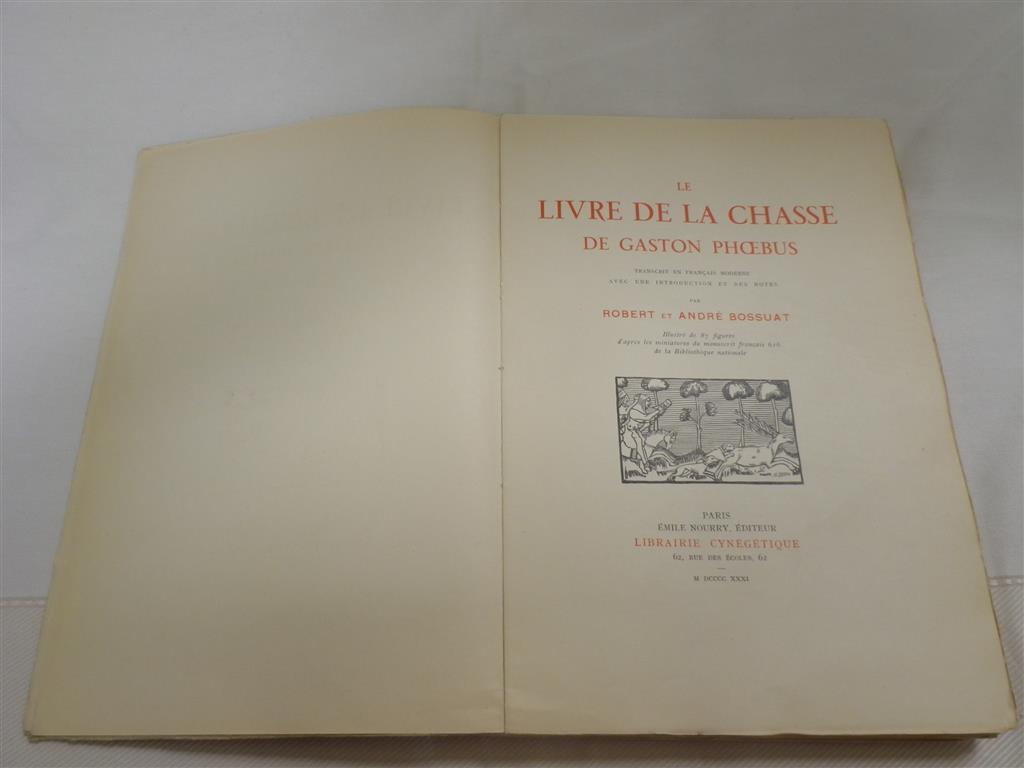 LE
LIVRE DE LA CHASSE
DE GASTON PHŒBUS
TRANSCRIT EN FRANÇAIS MODERNE
AVEC UNE INTRODUCTION ET DES NOTES
PAR
ROBERT ET ANDRÉ BOSSUAT
Illustré de 87 figures
d'après les miniatures du manuscrit français 616
de la Bibliothèque nationale
PARIS
ÉMILE NOURRY, ÉDITEUR
LIBRAIRIE CYNÉGÉTIQUE
62, RUE DES ÉCOLES, 62
M DCCCC XXXI